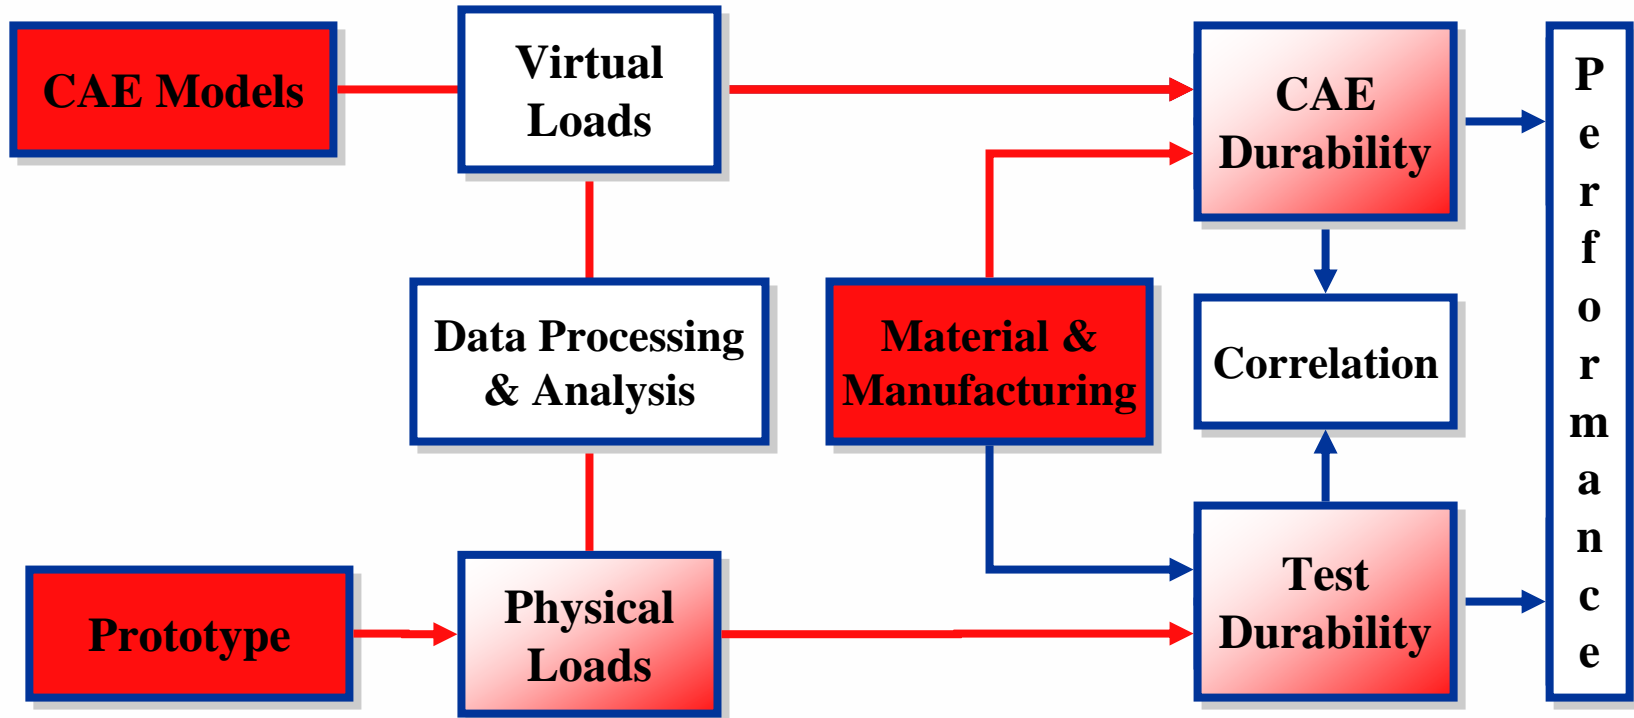 CAE Models
Virtual
Loads
CAE
Durability
Data Processing
& Analysis
Material &
Manufacturing
Correlation
Prototype
Physical
Loads
Test
Durability
P
e
r
f
o
r
m
a
n
c
e